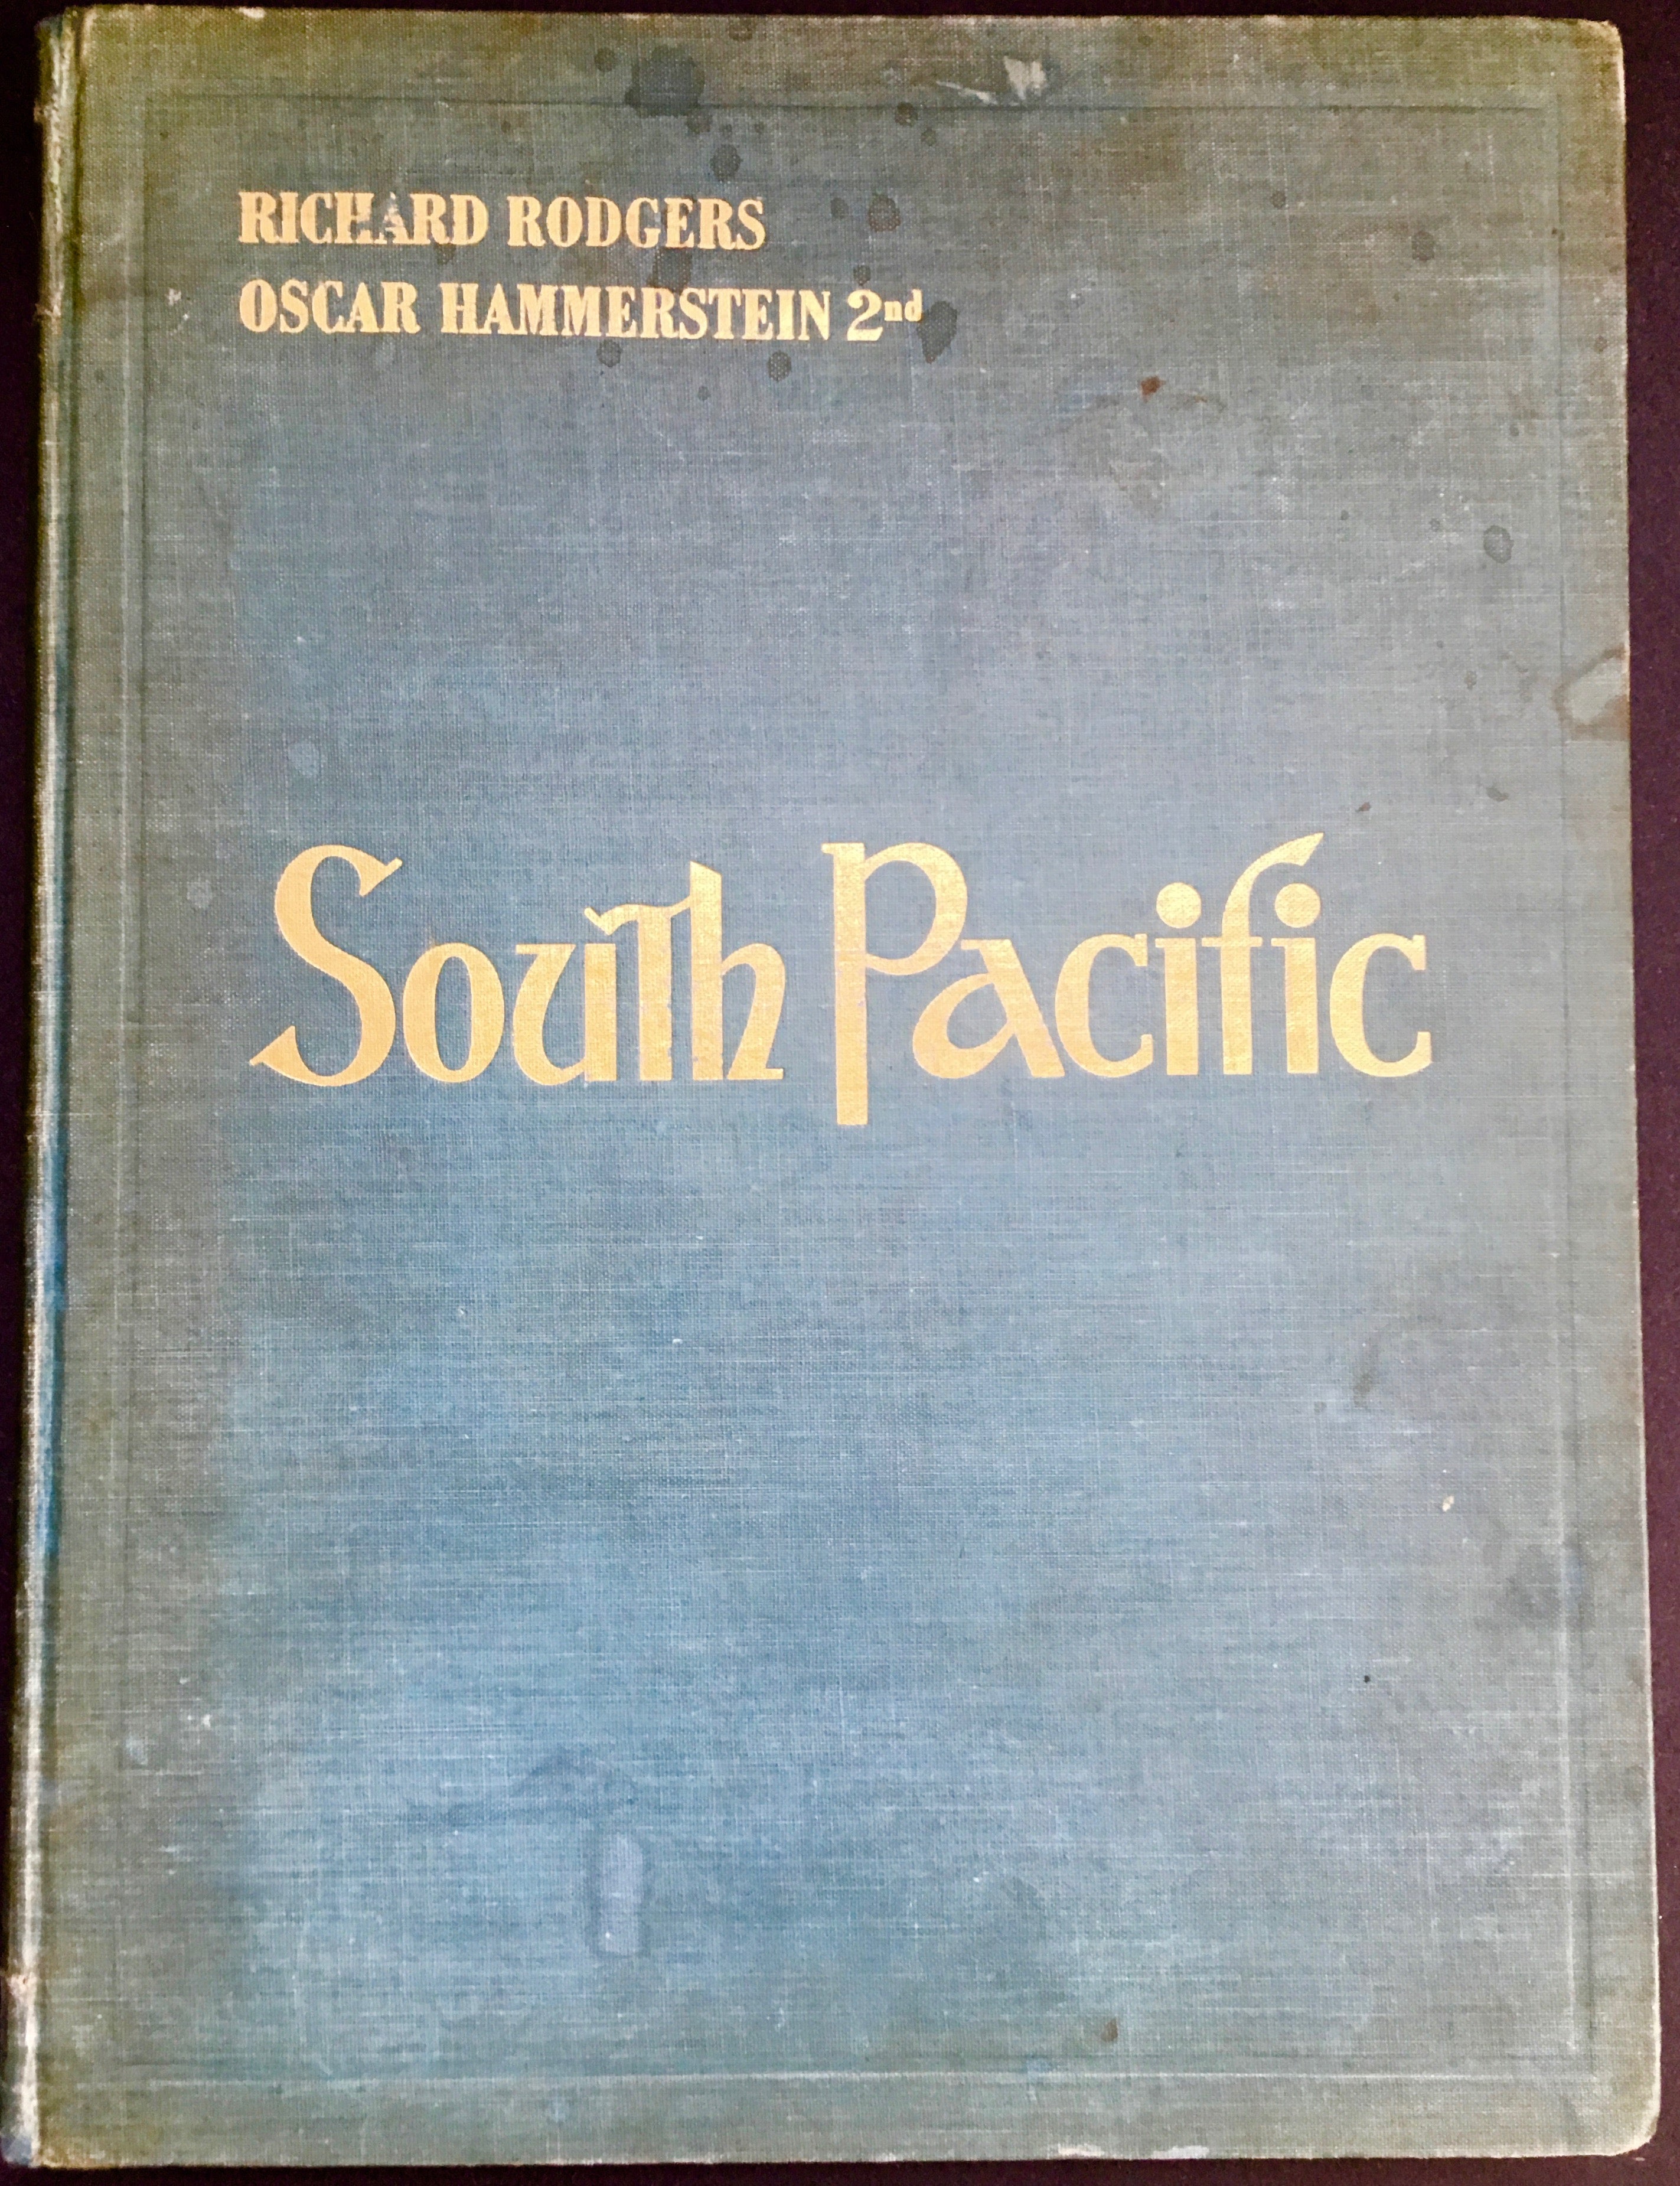 RICHARD RODGERS
OSCAR HAMMERSTEIN 2nd
South Pacific